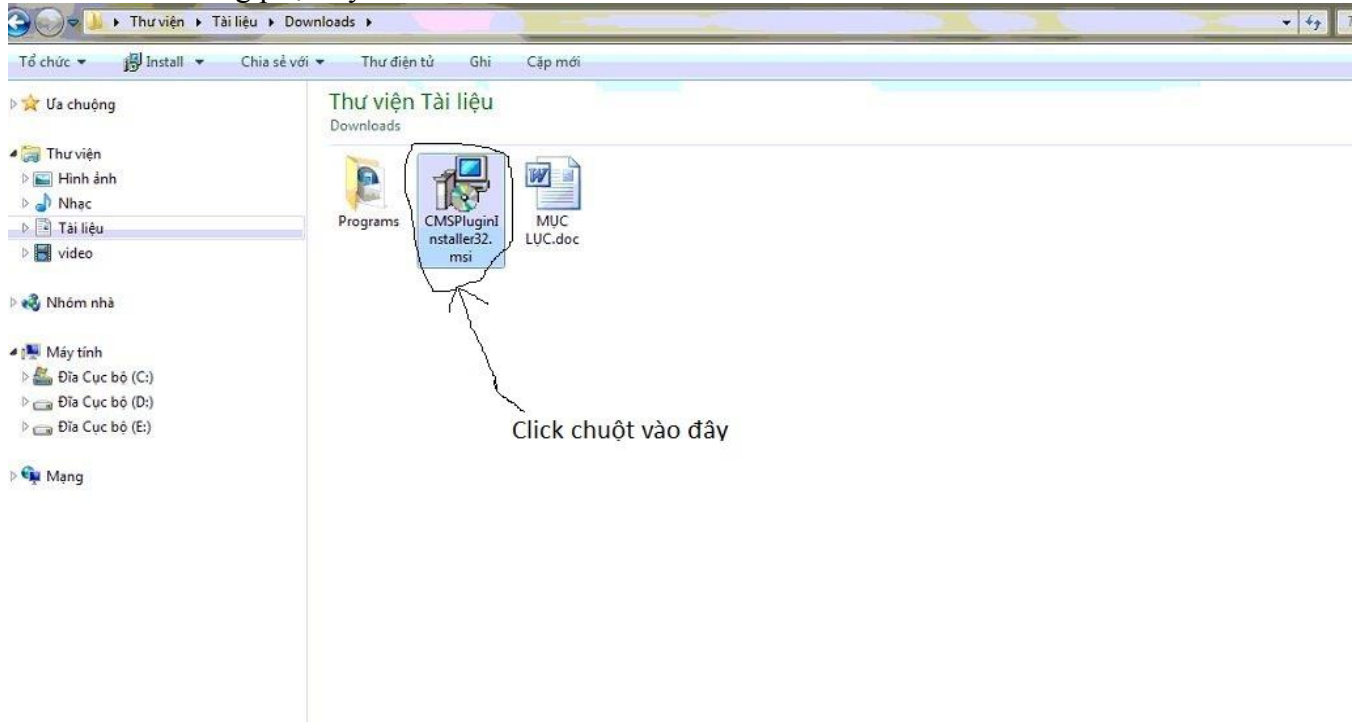 Thư viện Tài liệu Downloads
Tổ chức Install Chia sẻ với Thư điện tử Ghi Cặp mới
Ưa chuộng
Thư viện
Hình ảnh
Nhạc
Tài liệu
video
Nhóm nhà
Máy tính
Đĩa Cục bộ (C:)
Đĩa Cục bộ (D:)
Đĩa Cục bộ (E:)
Mạng
Thư viện Tài liệu
Downloads
Programs
CMSPluginI
nstaller32.
msi
MỤC
LỤC.doc
Click chuột vào đây